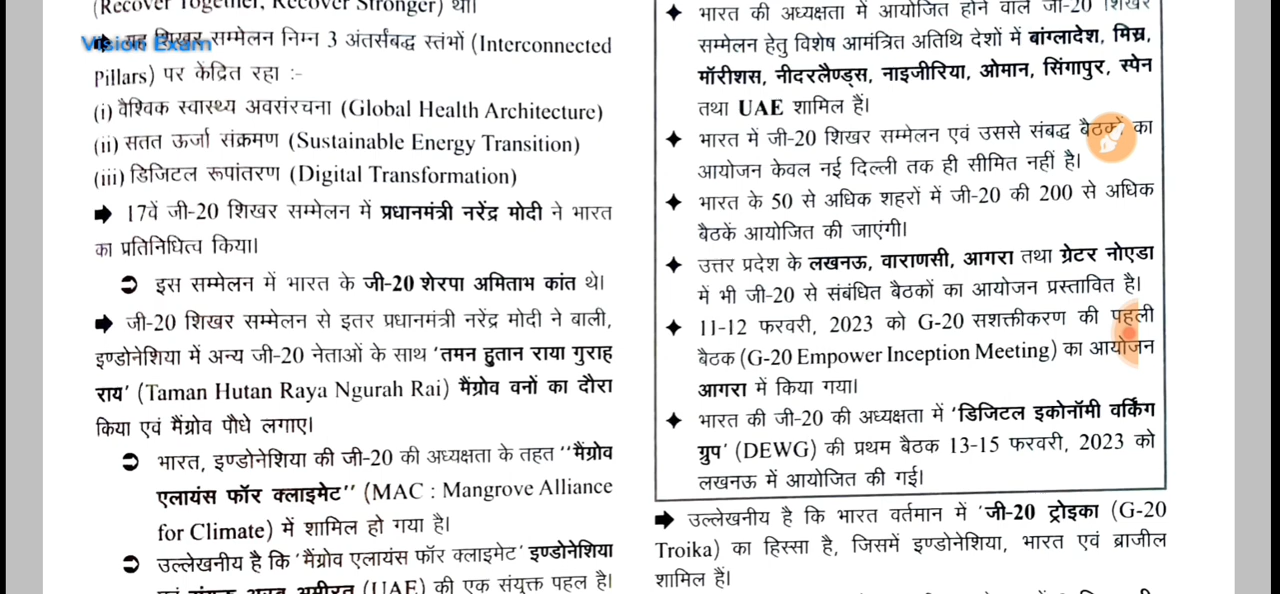 (Recover Together, Recover Stronger) था।
Vision Exam
यह शिखर सम्मेलन निम्न 3 अंतर्संबद्ध स्तंभों (Interconnected
Pillars) पर केंद्रित रहा :-
(i) वैश्विक स्वास्थ्य अवसंरचना (Global Health Architecture)
(ii) सतत ऊर्जा संक्रमण (Sustainable Energy Transition)
(iii) डिजिटल रूपांतरण (Digital Transformation)
17वें जी-20 शिखर सम्मेलन में प्रधानमंत्री नरेंद्र मोदी ने भारत
का प्रतिनिधित्व किया।
इस सम्मेलन में भारत के जी-20 शेरपा अमिताभ कांत थे।
जी-20 शिखर सम्मेलन से इतर प्रधानमंत्री नरेंद्र मोदी ने बाली,
इण्डोनेशिया में अन्य जी-20 नेताओं के साथ 'तमन हुतान राया गुराह
राय' (Taman Hutan Raya Ngurah Rai) मैंग्रोव वनों का दौरा
किया एवं मैंग्रोव पौधे लगाए।
भारत, इण्डोनेशिया की जी-20 की अध्यक्षता के तहत ''मैंग्रोव
एलायंस फॉर क्लाइमेट'' (MAC : Mangrove Alliance
for Climate) में शामिल हो गया है।
उल्लेखनीय है कि 'मैंग्रोव एलायंस फॉर क्लाइमेट' इण्डोनेशिया
एवं संयुक्त अरब अमीरात (UAE) की एक संयुक्त पहल है।
भारत की अध्यक्षता में आयोजित होने वाले जी-20 शिखर
सम्मेलन हेतु विशेष आमंत्रित अतिथि देशों में बांग्लादेश, मिस्र,
मॉरीशस, नीदरलैण्ड्स, नाइजीरिया, ओमान, सिंगापुर, स्पेन
तथा UAE शामिल हैं।
भारत में जी-20 शिखर सम्मेलन एवं उससे संबद्ध बैठकों का
आयोजन केवल नई दिल्ली तक ही सीमित नहीं है।
भारत के 50 से अधिक शहरों में जी-20 की 200 से अधिक
बैठकें आयोजित की जाएंगी।
उत्तर प्रदेश के लखनऊ, वाराणसी, आगरा तथा ग्रेटर नोएडा
में भी जी-20 से संबंधित बैठकों का आयोजन प्रस्तावित है।
11-12 फरवरी, 2023 को G-20 सशक्तीकरण की पहली
बैठक (G-20 Empower Inception Meeting) का आयोजन
आगरा में किया गया।
भारत की जी-20 की अध्यक्षता में 'डिजिटल इकोनॉमी वर्किंग
ग्रुप' (DEWG) की प्रथम बैठक 13-15 फरवरी, 2023 को
लखनऊ में आयोजित की गई।
उल्लेखनीय है कि भारत वर्तमान में 'जी-20 ट्रोइका (G-20
Troika) का हिस्सा है, जिसमें इण्डोनेशिया, भारत एवं ब्राजील
शामिल हैं।